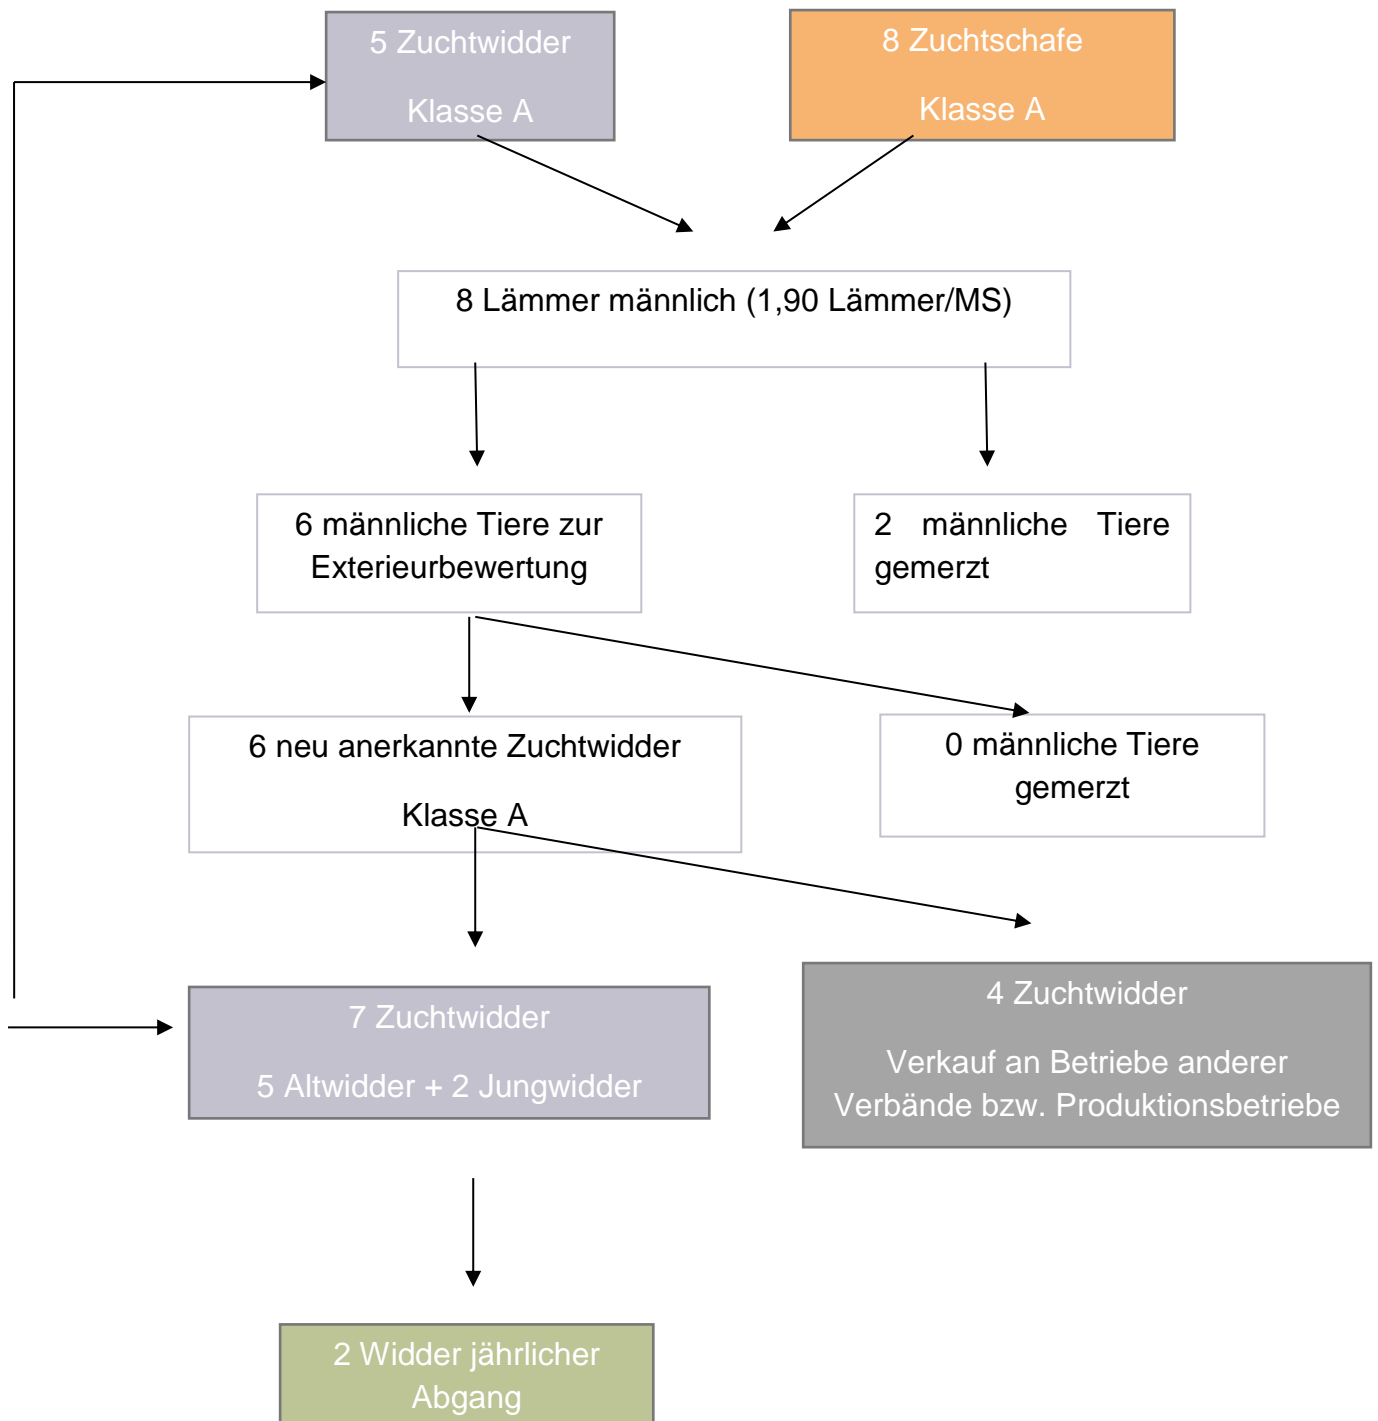 5 Zuchtwidder
Klasse A
8 Zuchtschafe
Klasse A
8 Lämmer männlich (1,90 Lämmer/MS)
6 männliche Tiere zur
Exterieurbewertung
2 männliche Tiere
gemerzt
6 neu anerkannte Zuchtwidder
Klasse A
0 männliche Tiere
gemerzt
7 Zuchtwidder
5 Altwidder + 2 Jungwidder
4 Zuchtwidder
Verkauf an Betriebe anderer
Verbände bzw. Produktionsbetriebe
2 Widder jährlicher
Abgang